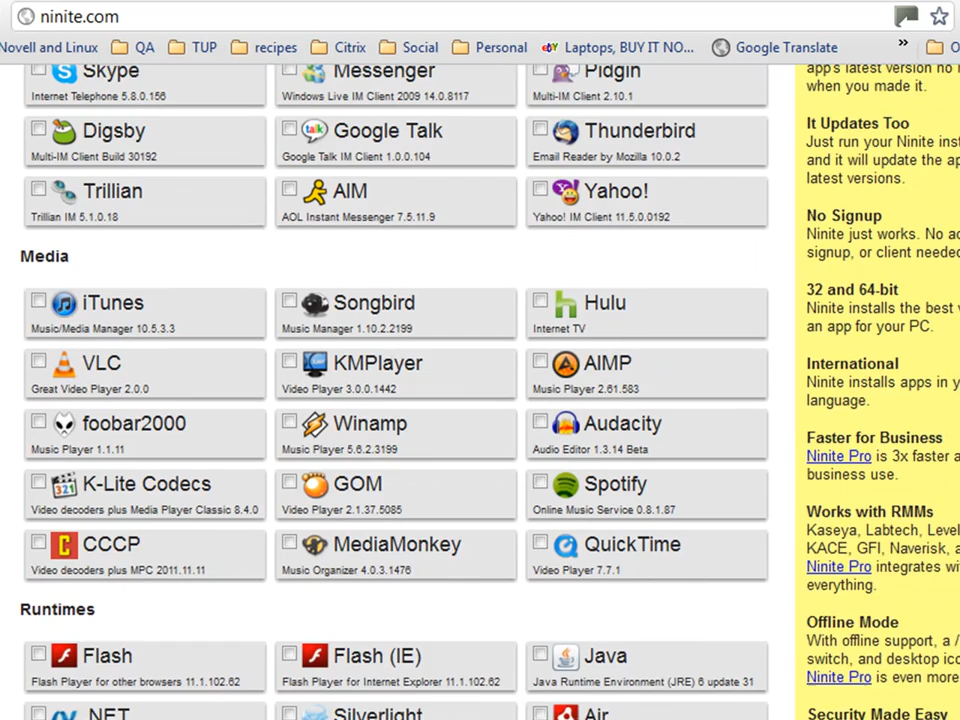 ninite.com
Novell and Linux QA TUP recipes Citrix Social Personal Laptops, BUY IT NO... Google Translate » O
Skype Messenger Pidgin
Internet Telephone 5.8.0.156 Windows Live IM Client 2009 14.0.8117 Multi-IM Client 2.10.1
Digsby Google Talk Thunderbird
Multi-IM Client Build 30192 Google Talk IM Client 1.0.0.104 Email Reader by Mozilla 10.0.2
Trillian AIM Yahoo!
Trillian IM 5.1.0.18 AOL Instant Messenger 7.5.11.9 Yahoo! IM Client 11.5.0.0192
Media
iTunes Songbird Hulu
Music/Media Manager 10.5.3.3 Music Manager 1.10.2.2199 Internet TV
VLC KMPlayer AIMP
Great Video Player 2.0.0 Video Player 3.0.0.1442 Music Player 2.61.583
foobar2000 Winamp Audacity
Music Player 1.1.11 Music Player 5.6.2.3199 Audio Editor 1.3.14 Beta
K-Lite Codecs GOM Spotify
Video decoders plus Media Player Classic 8.4.0 Video Player 2.1.37.5085 Online Music Service 0.8.1.87
CCCP MediaMonkey QuickTime
Video decoders plus MPC 2011.11.11 Music Organizer 4.0.3.1476 Video Player 7.7.1
Runtimes
Flash Flash (IE) Java
Flash Player for other browsers 11.1.102.62 Flash Player for Internet Explorer 11.1.102.62 Java Runtime Environment (JRE) 6 update 31
.NET Silverlight Air
app's latest version no
when you made it.
It Updates Too
Just run your Ninite inst
and it will update the ap
latest versions.
No Signup
Ninite just works. No ac
signup, or client needed
32 and 64-bit
Ninite installs the best v
an app for your PC.
International
Ninite installs apps in y
language.
Faster for Business
Ninite Pro is 3x faster a
business use.
Works with RMMs
Kaseya, Labtech, Level
KACE, GFI, Naverisk, a
Ninite Pro integrates wi
everything.
Offline Mode
With offline support, a /
switch, and desktop ico
Ninite Pro is even more
Security Made Easy